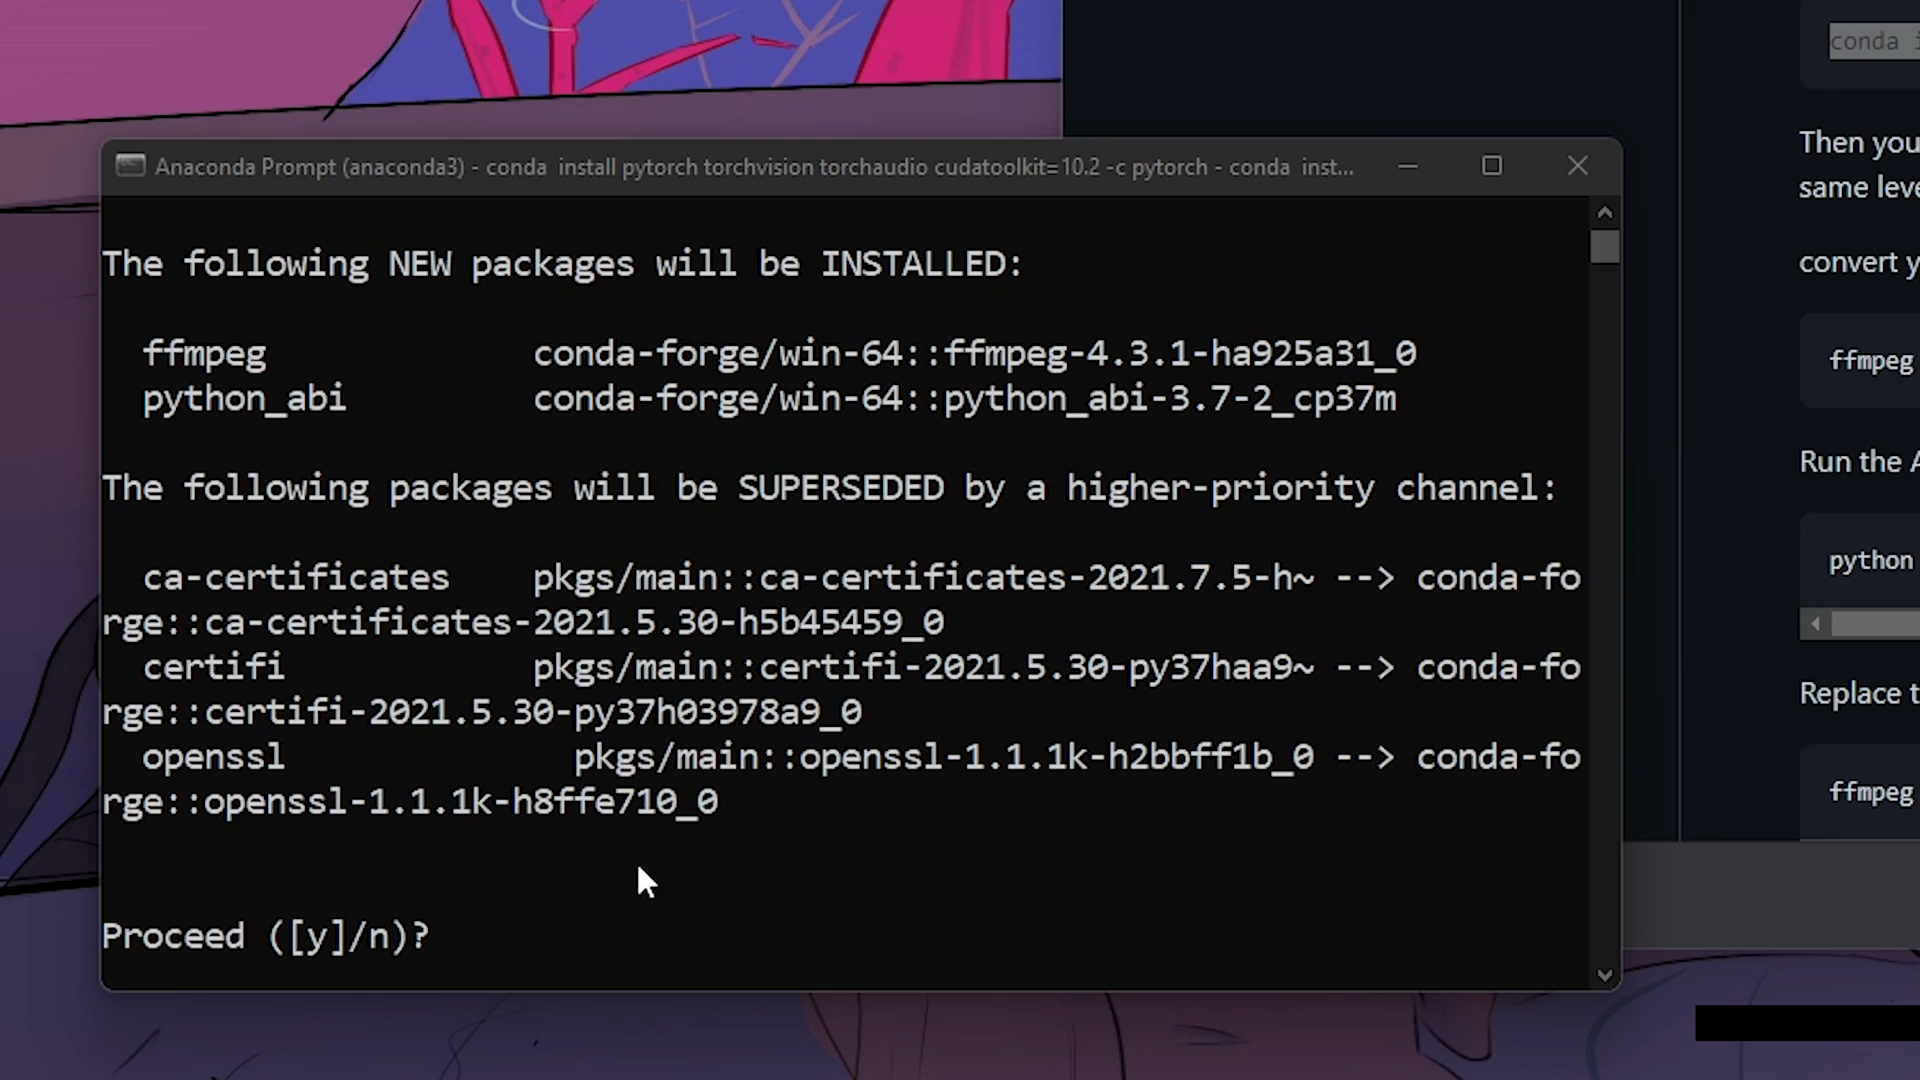 Anaconda Prompt (anaconda3) - conda  install pytorch torchvision torchaudio cudatoolkit=10.2 -c pytorch - conda  inst...
The following NEW packages will be INSTALLED:
ffmpeg conda-forge/win-64::ffmpeg-4.3.1-ha925a31_0
python_abi conda-forge/win-64::python_abi-3.7-2_cp37m
The following packages will be SUPERSEDED by a higher-priority channel:
ca-certificates pkgs/main::ca-certificates-2021.7.5-h~ --> conda-fo
rge::ca-certificates-2021.5.30-h5b45459_0
certifi pkgs/main::certifi-2021.5.30-py37haa9~ --> conda-fo
rge::certifi-2021.5.30-py37h03978a9_0
openssl pkgs/main::openssl-1.1.1k-h2bbff1b_0 --> conda-fo
rge::openssl-1.1.1k-h8ffe710_0
Proceed ([y]/n)?
conda
Then you
same
convert
ffmpeg
Run the
python
Replace
ffmpeg